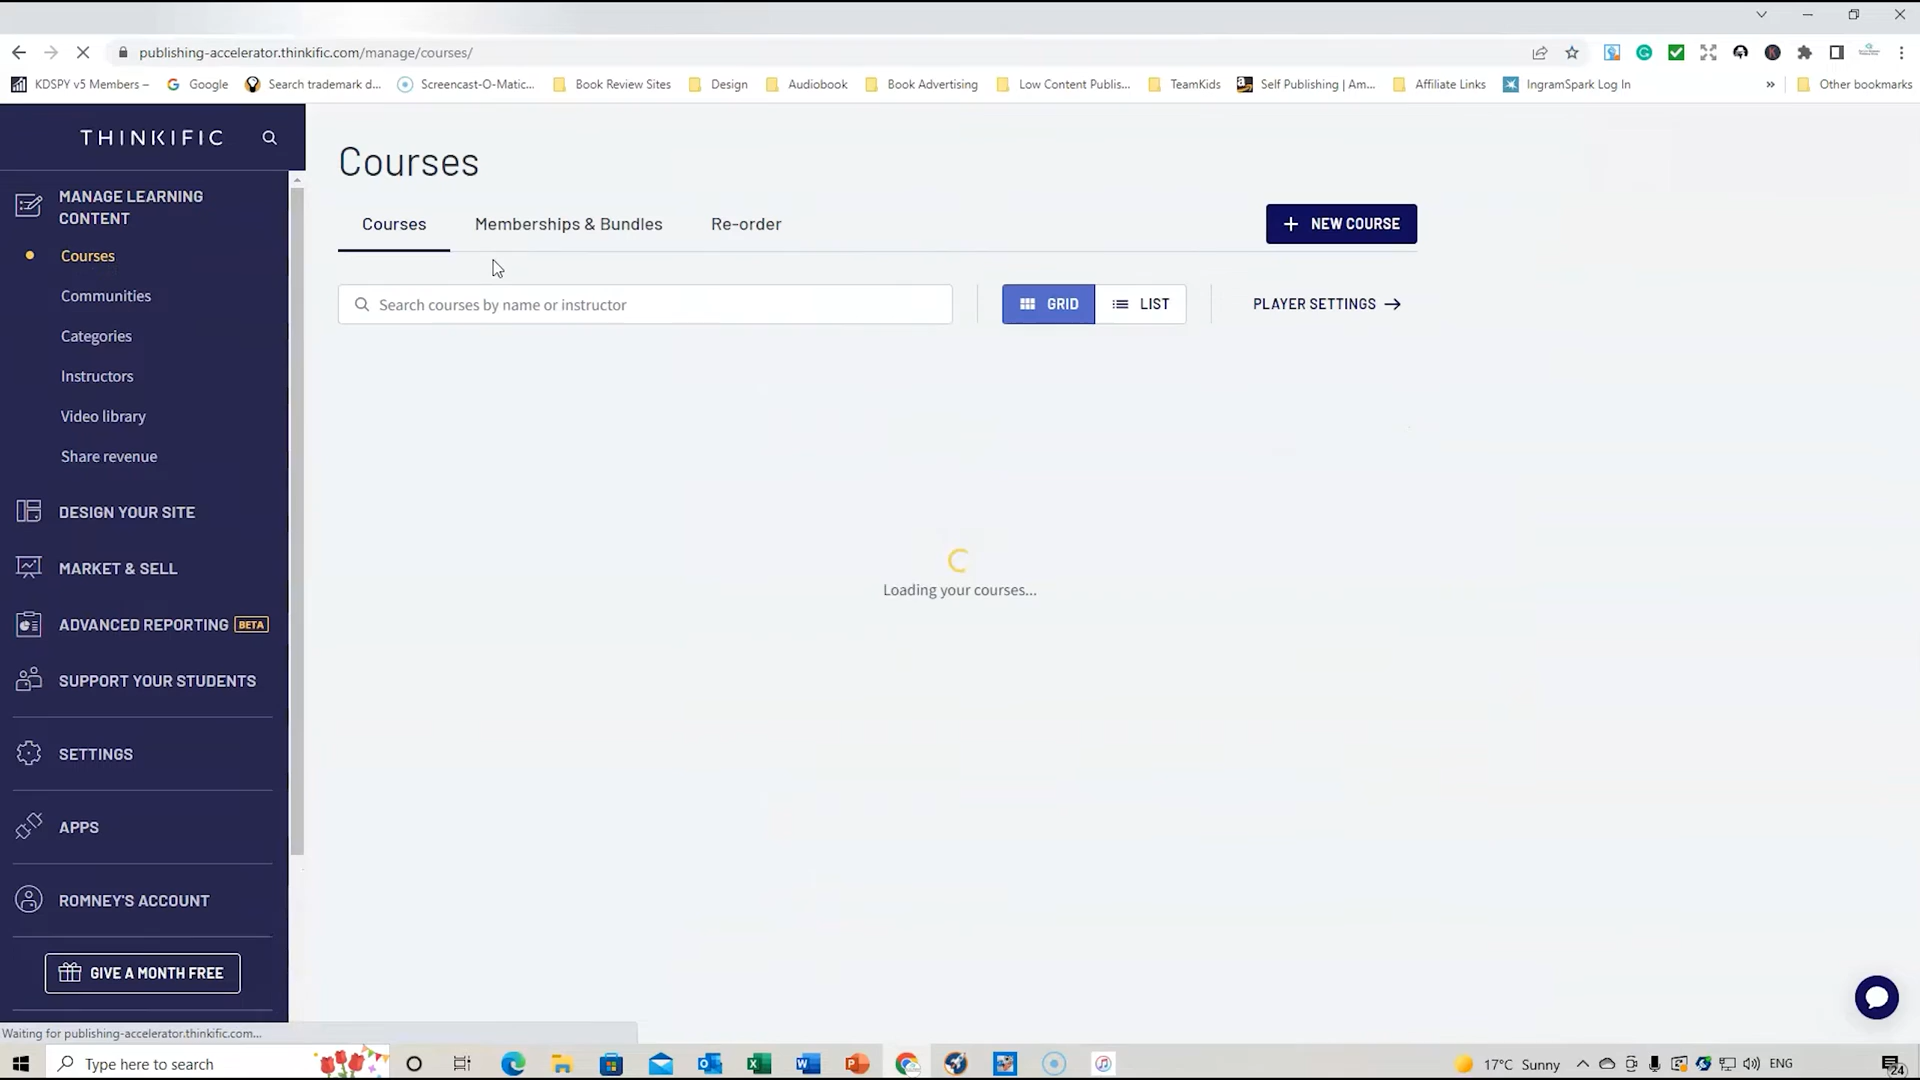 publishing-accelerator.thinkific.com/manage/courses/
KDSPY v5 Members – Google Search trademark d... Screencast-O-Matic... Book Review Sites Design Audiobook Book Advertising Low Content Publis... TeamKids Self Publishing | Am... Affiliate Links IngramSpark Log In » Other bookmarks
THINKIFIC
MANAGE LEARNING
CONTENT
Courses
Communities
Categories
Instructors
Video library
Share revenue
DESIGN YOUR SITE
MARKET & SELL
ADVANCED REPORTING BETA
SUPPORT YOUR STUDENTS
SETTINGS
APPS
ROMNEY'S ACCOUNT
GIVE A MONTH FREE
Courses
Courses Memberships & Bundles Re-order + NEW COURSE
Search courses by name or instructor GRID LIST PLAYER SETTINGS →
Loading your courses...
Waiting for publishing-accelerator.thinkific.com...
Type here to search 17°C Sunny ENG 24